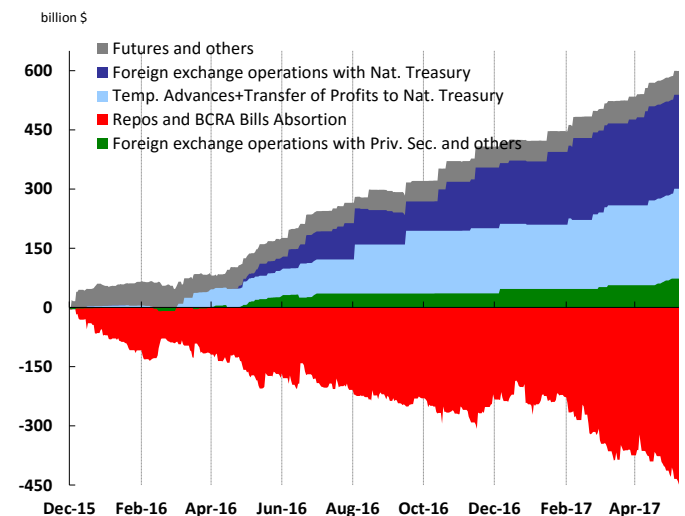 billion $
Futures and others
Foreign exchange operations with Nat. Treasury
Temp. Advances+Transfer of Profits to Nat. Treasury
Repos and BCRA Bills Absortion
Foreign exchange operations with Priv. Sec. and others
600
450
300
150
0
-150
-300
-450
Dec-15 Feb-16 Apr-16 Jun-16 Aug-16 Oct-16 Dec-16 Feb-17 Apr-17